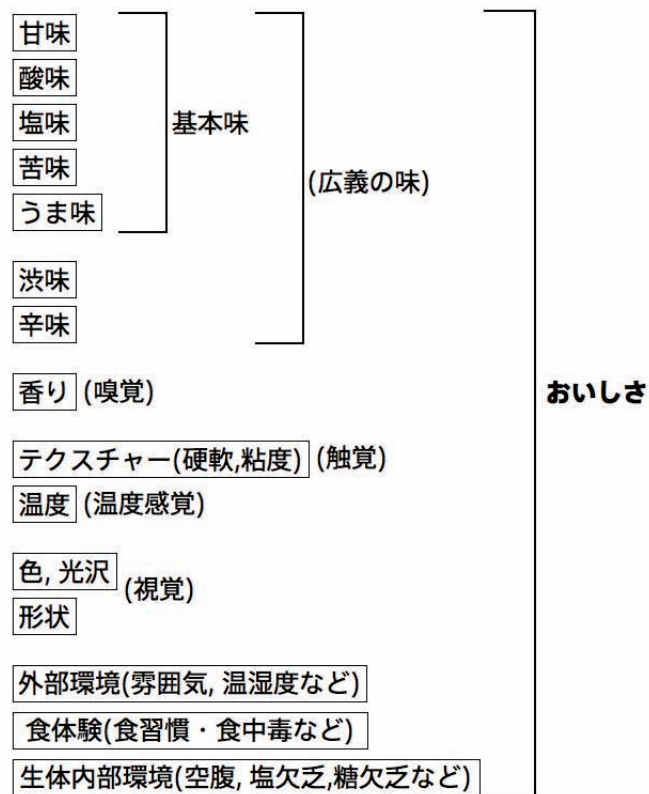 甘味
酸味
塩味
基本味
苦味
(広義の味)
うま味
渋味
辛味
香り (嗅覚)
おいしさ
テクスチャー(硬軟,粘度) (触覚)
温度 (温度感覚)
色, 光沢
(視覚)
形状
外部環境(雰囲気, 温湿度など)
食体験(食習慣・食中毒など)
生体内部環境(空腹, 塩欠乏,糖欠乏など)